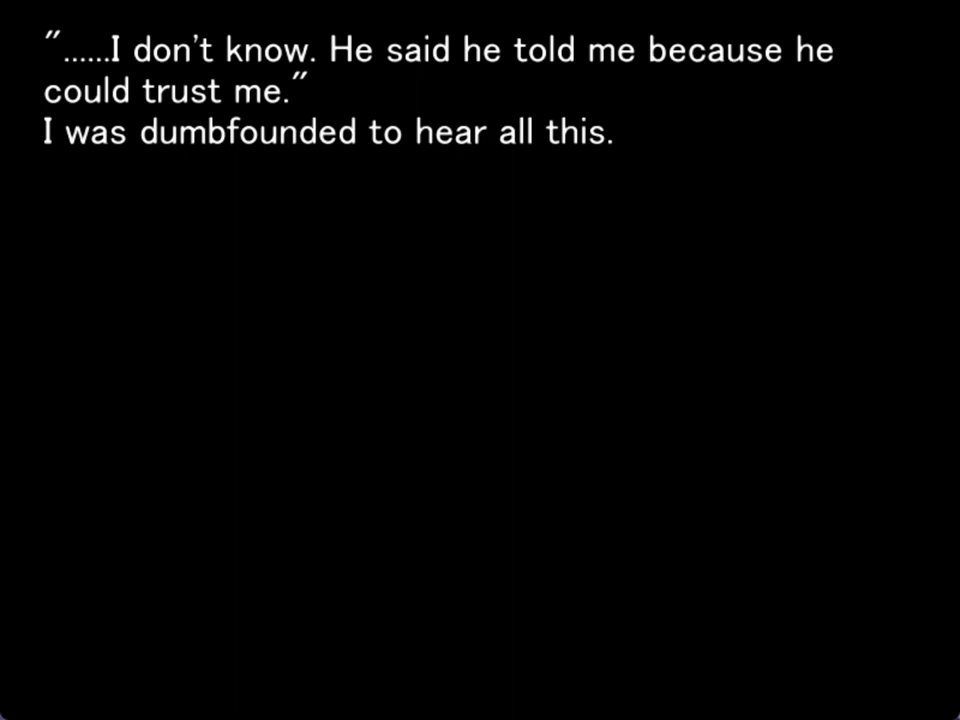 "......I don't know. He said he told me because he
could trust me."
I was dumbfounded to hear all this.